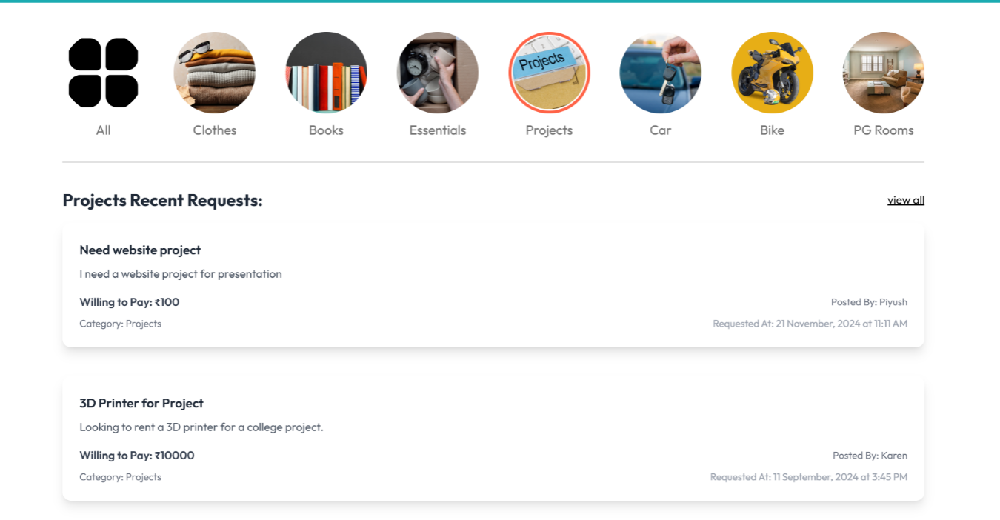 Projects
All
Clothes
Books
Essentials
Projects
Car
Bike
PG Rooms
Projects Recent Requests:
view all
Need website project
I need a website project for presentation
Willing to Pay: ₹100
Posted By: Piyush
Category: Projects
Requested At: 21 November, 2024 at 11:11 AM
3D Printer for Project
Looking to rent a 3D printer for a college project.
Willing to Pay: ₹10000
Posted By: Karen
Category: Projects
Requested At: 11 September, 2024 at 3:45 PM